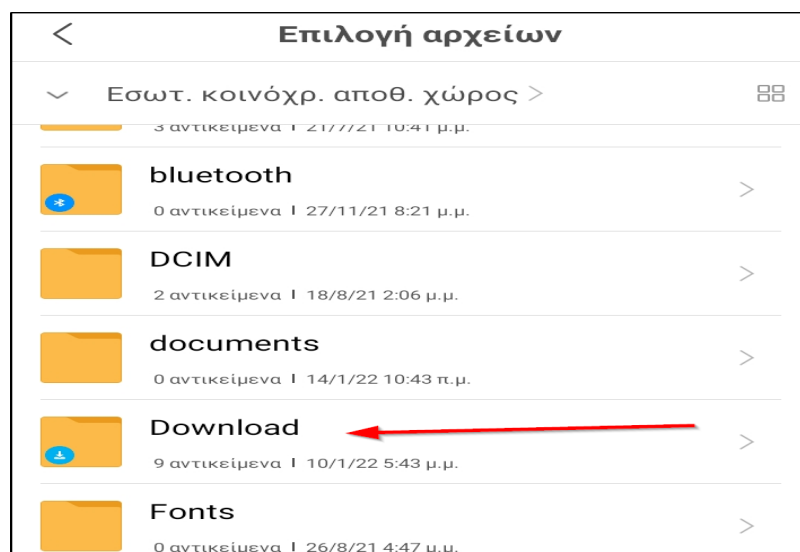 Επιλογή αρχείων
Εσωτ. κοινόχρ. αποθ. χώρος >
3 αντικείμενα | 21/7/21 10:41 μ.μ.
bluetooth
0 αντικείμενα | 27/11/21 8:21 μ.μ.
DCIM
2 αντικείμενα | 18/8/21 2:06 μ.μ.
documents
0 αντικείμενα | 14/1/22 10:43 π.μ.
Download
9 αντικείμενα | 10/1/22 5:43 μ.μ.
Fonts
0 αντικείμενα | 26/8/21 4:47 μ.μ.